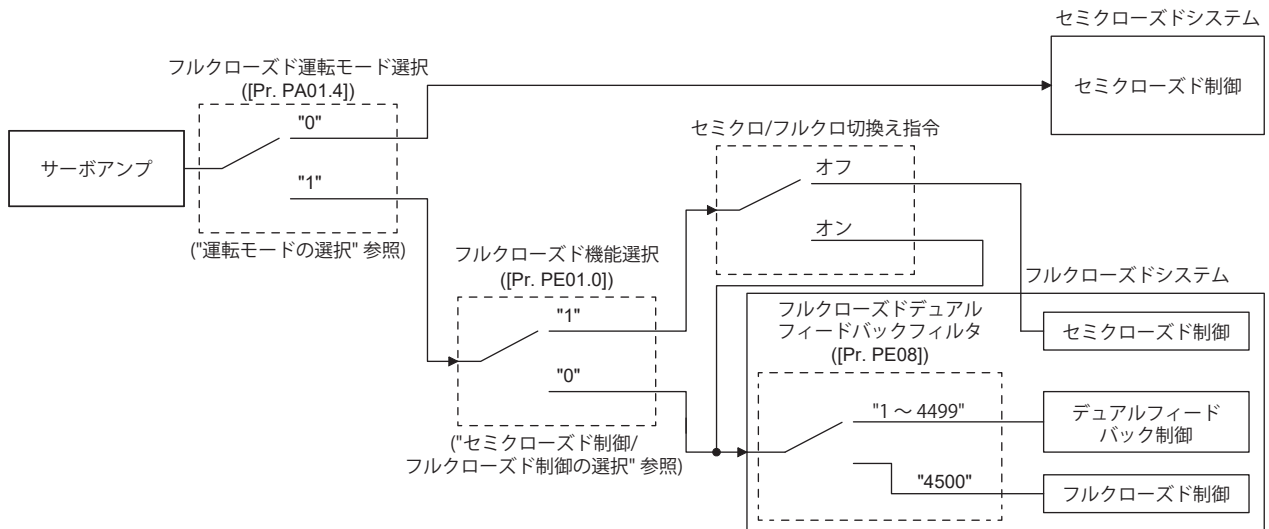 セミクローズドシステム
セミクローズド制御
フルクローズド運転モード選択
([Pr. PA01.4])
"0"
"1"
サーボアンプ
("運転モードの選択" 参照)
セミクロ/フルクロ切換え指令
オフ
オン
フルクローズド機能選択
([Pr. PE01.0])
"1"
"0"
("セミクローズド制御/
フルクローズド制御の選択" 参照)
フルクローズドシステム
フルクローズドデュアル
フィードバックフィルタ
([Pr. PE08])
"1 ～ 4499"
"4500"
セミクローズド制御
デュアルフィード
バック制御
フルクローズド制御